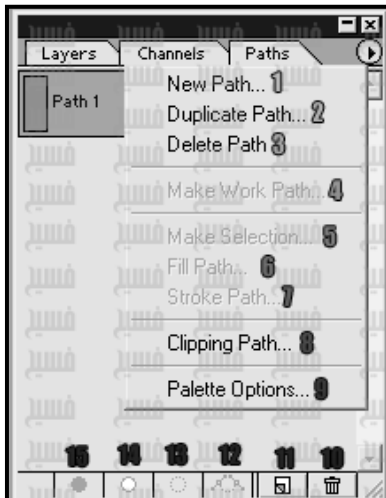 Layers Channels Paths
Path 1
New Path... 1
Duplicate Path... 2
Delete Path 3
Make Work Path... 4
Make Selection... 5
Fill Path... 6
Stroke Path... 7
Clipping Path... 8
Palette Options... 9
15 14 13 12 11 10